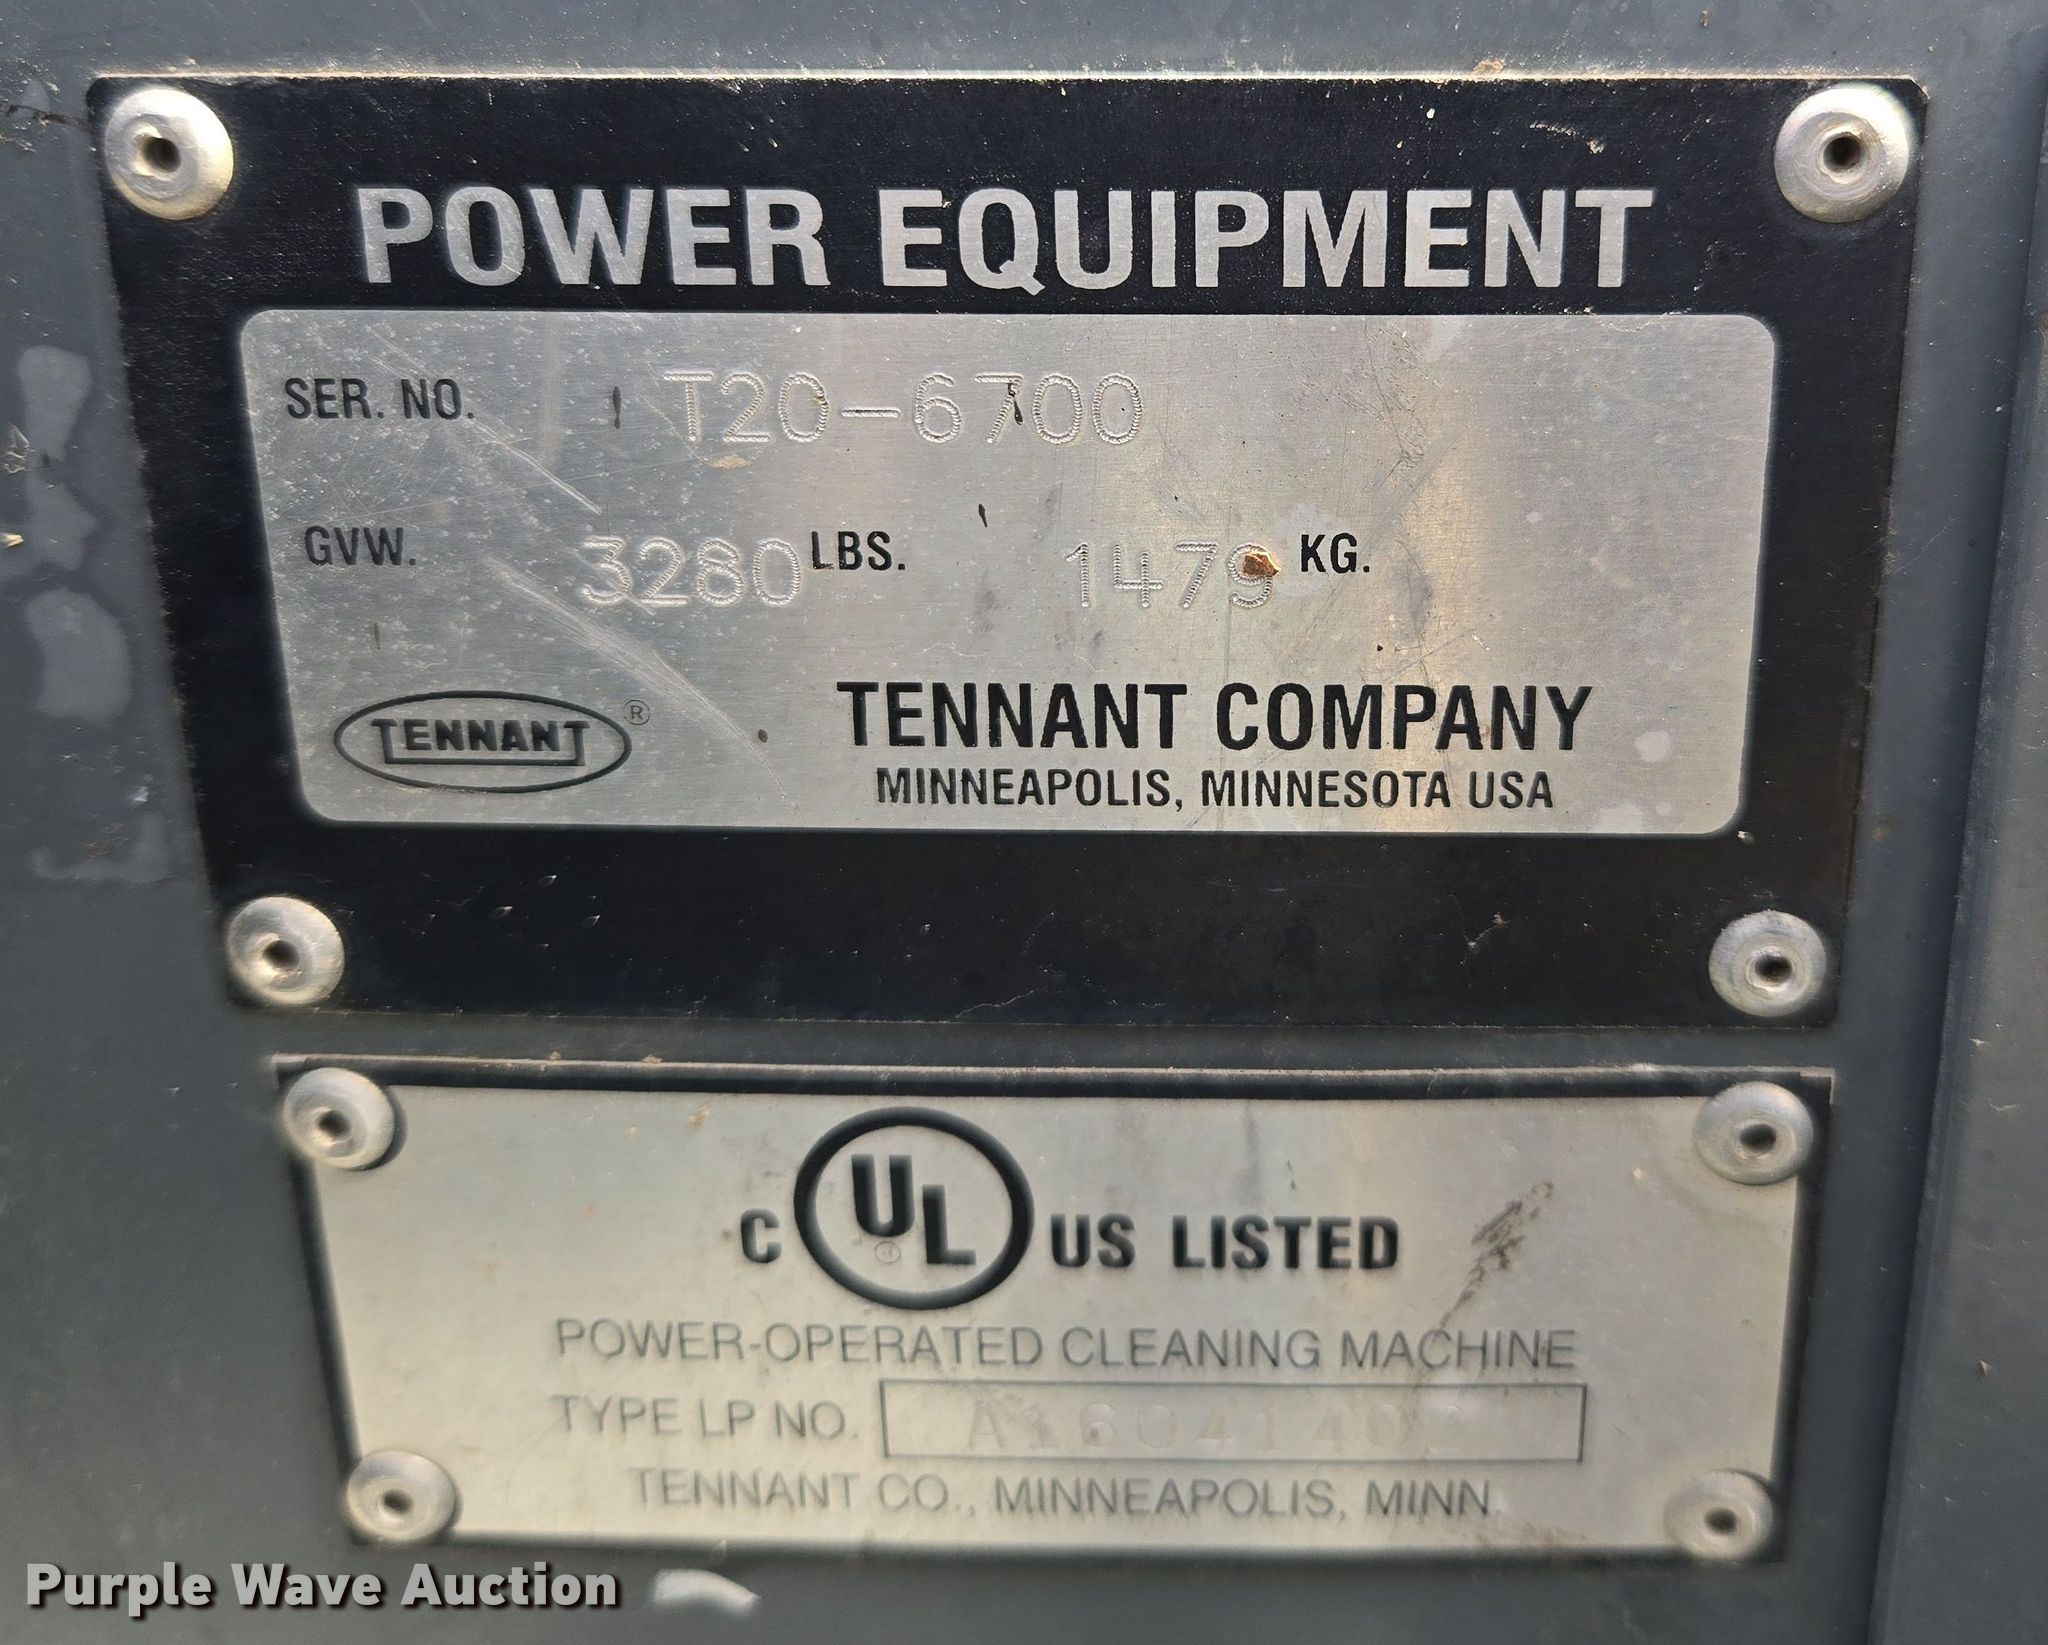 POWER EQUIPMENT
SER. NO. T20-6700
GVW. 3280 LBS. 1479 KG.
TENNANT ® TENNANT COMPANY
MINNEAPOLIS, MINNESOTA USA
C UL ® US LISTED
POWER-OPERATED CLEANING MACHINE
TYPE LP NO. A16041402
TENNANT CO., MINNEAPOLIS, MINN.
Purple Wave Auction